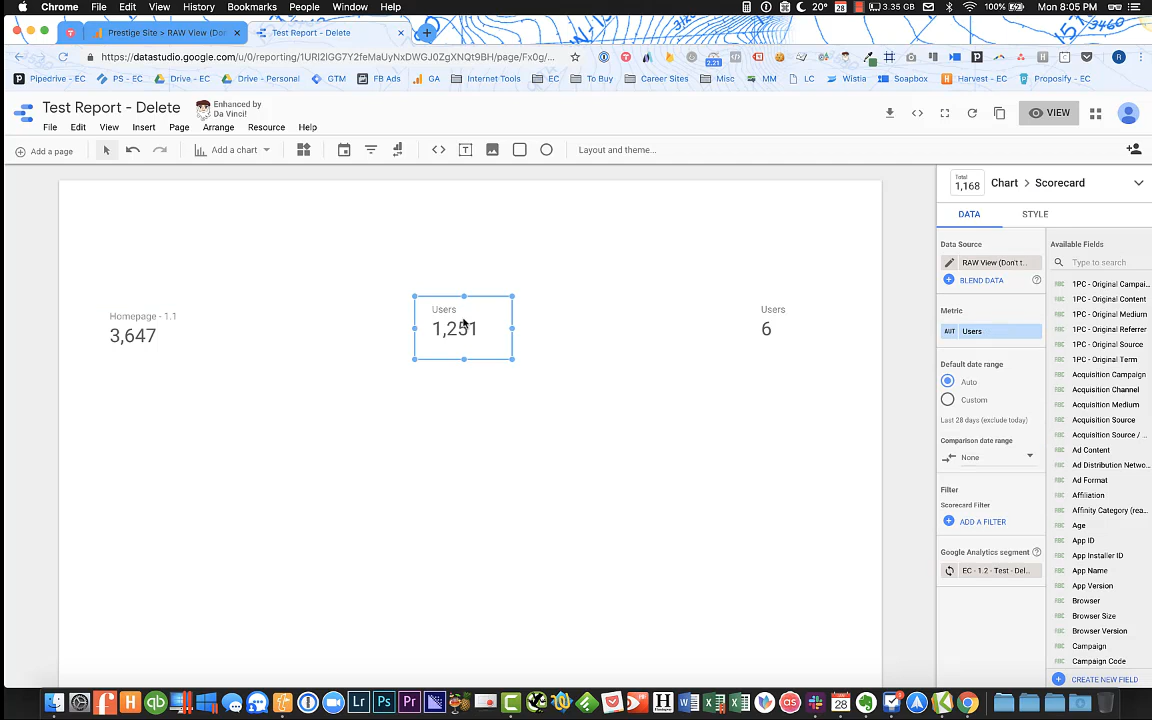 Chrome File Edit View History Bookmarks People Window Help 20° 28 3.35 GB 100% Mon 8:05 PM
Prestige Site > RAW View (Don Test Report - Delete
https://datastudio.google.com/u/0/reporting/1URI2lGG7Y2feMaUyNxDWGJ0ZgXNQt9BH/page/Fx0g/... 2.21
Pipedrive - EC PS - EC Drive – EC Drive - Personal GTM FB Ads GA Internet Tools To Buy Career Sites Misc MM LC Wistia Soapbox Harvest - EC Proposify - EC
Test Report - Delete
Enhanced by
Da Vinci!
VIEW
File Edit View Insert Page Arrange Resource Help
Add a page Add a chart Layout and theme...
Total
1,168
Chart > Scorecard
DATA STYLE
Homepage - 1.1
3,647
Users
1,251
Users
6
Data Source
RAW View (Don't t...
BLEND DATA
Metric
AUT Users
Default date range
Auto
Custom
Last 28 days (exclude today)
Comparison date range
None
Filter
Scorecard Filter
ADD A FILTER
Google Analytics segment
EC - 1.2 - Test - Del...
Available Fields
Type to search
1PC - Original Campai...
1PC - Original Content
1PC - Original Medium
1PC - Original Referrer
1PC - Original Source
1PC - Original Term
Acquisition Campaign
Acquisition Channel
Acquisition Medium
Acquisition Source
Acquisition Source / ...
Ad Content
Ad Distribution Netwo...
Ad Format
Affiliation
Affinity Category (rea...
Age
App ID
App Installer ID
App Name
App Version
Browser
Browser Size
Browser Version
Campaign
Campaign Code
CREATE NEW FIELD